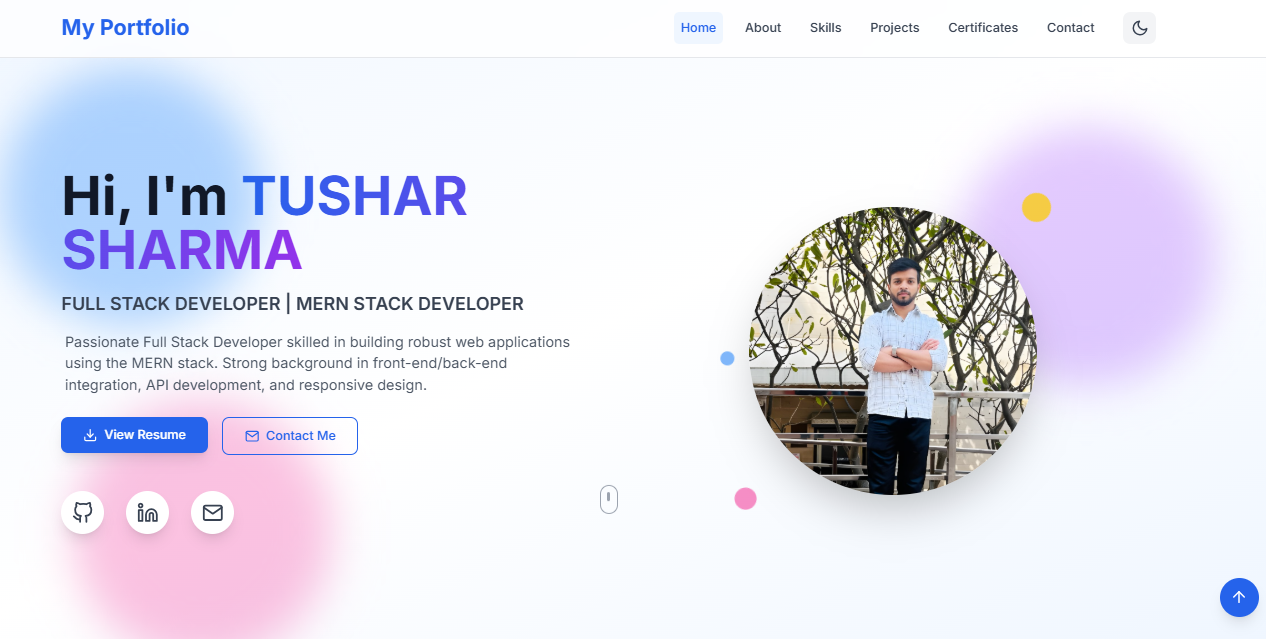 My Portfolio
Home About Skills Projects Certificates Contact
Hi, I'm TUSHAR
SHARMA
FULL STACK DEVELOPER | MERN STACK DEVELOPER
Passionate Full Stack Developer skilled in building robust web applications
using the MERN stack. Strong background in front-end/back-end
integration, API development, and responsive design.
View Resume Contact Me